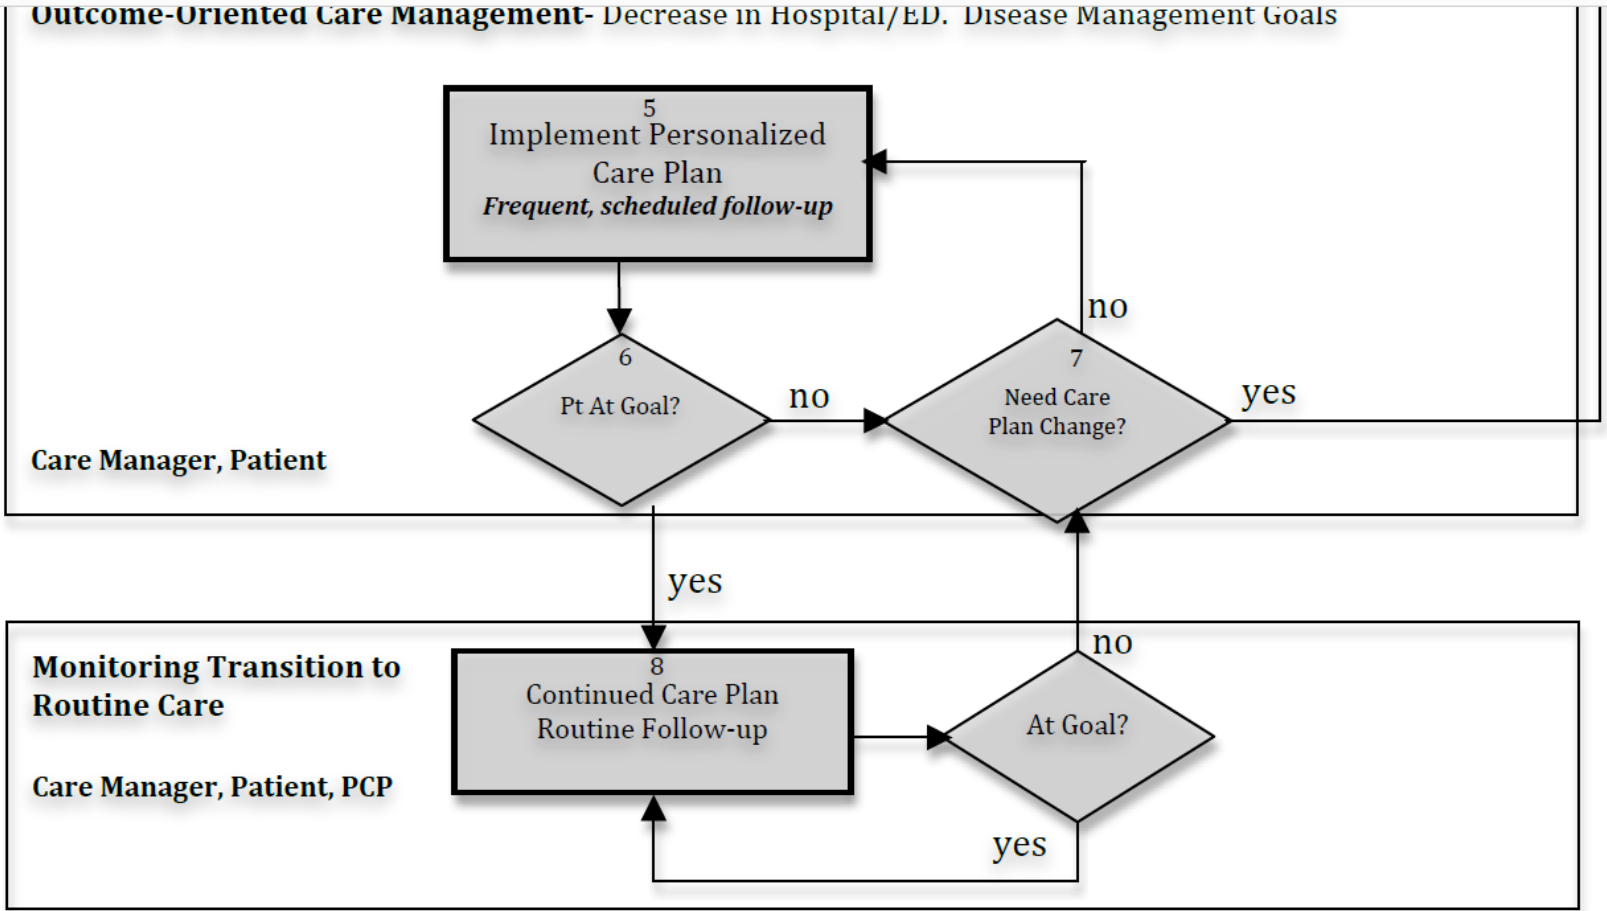 Outcome-Oriented Care Management- Decrease in Hospital/ED. Disease Management Goals
5
Implement Personalized
Care Plan
Frequent, scheduled follow-up
no
6
Pt At Goal?
no
7
Need Care
Plan Change?
yes
Care Manager, Patient
yes
Monitoring Transition to
Routine Care
Care Manager, Patient, PCP
8
Continued Care Plan
Routine Follow-up
no
At Goal?
yes